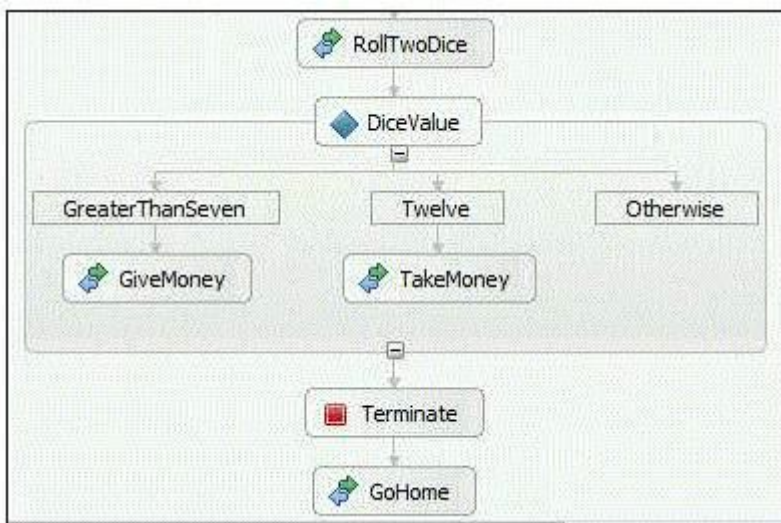 RollTwoDice
DiceValue
GreaterThanSeven
Twelve
Otherwise
GiveMoney
TakeMoney
Terminate
GoHome